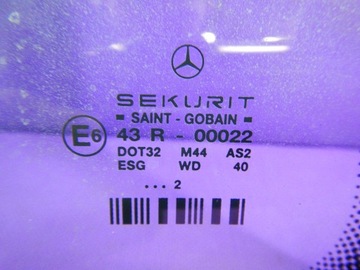 SEKURIT
SAINT - GOBAIN
E6 43 R - 00022
DOT32 M44 AS2
ESG WD 40
... 2